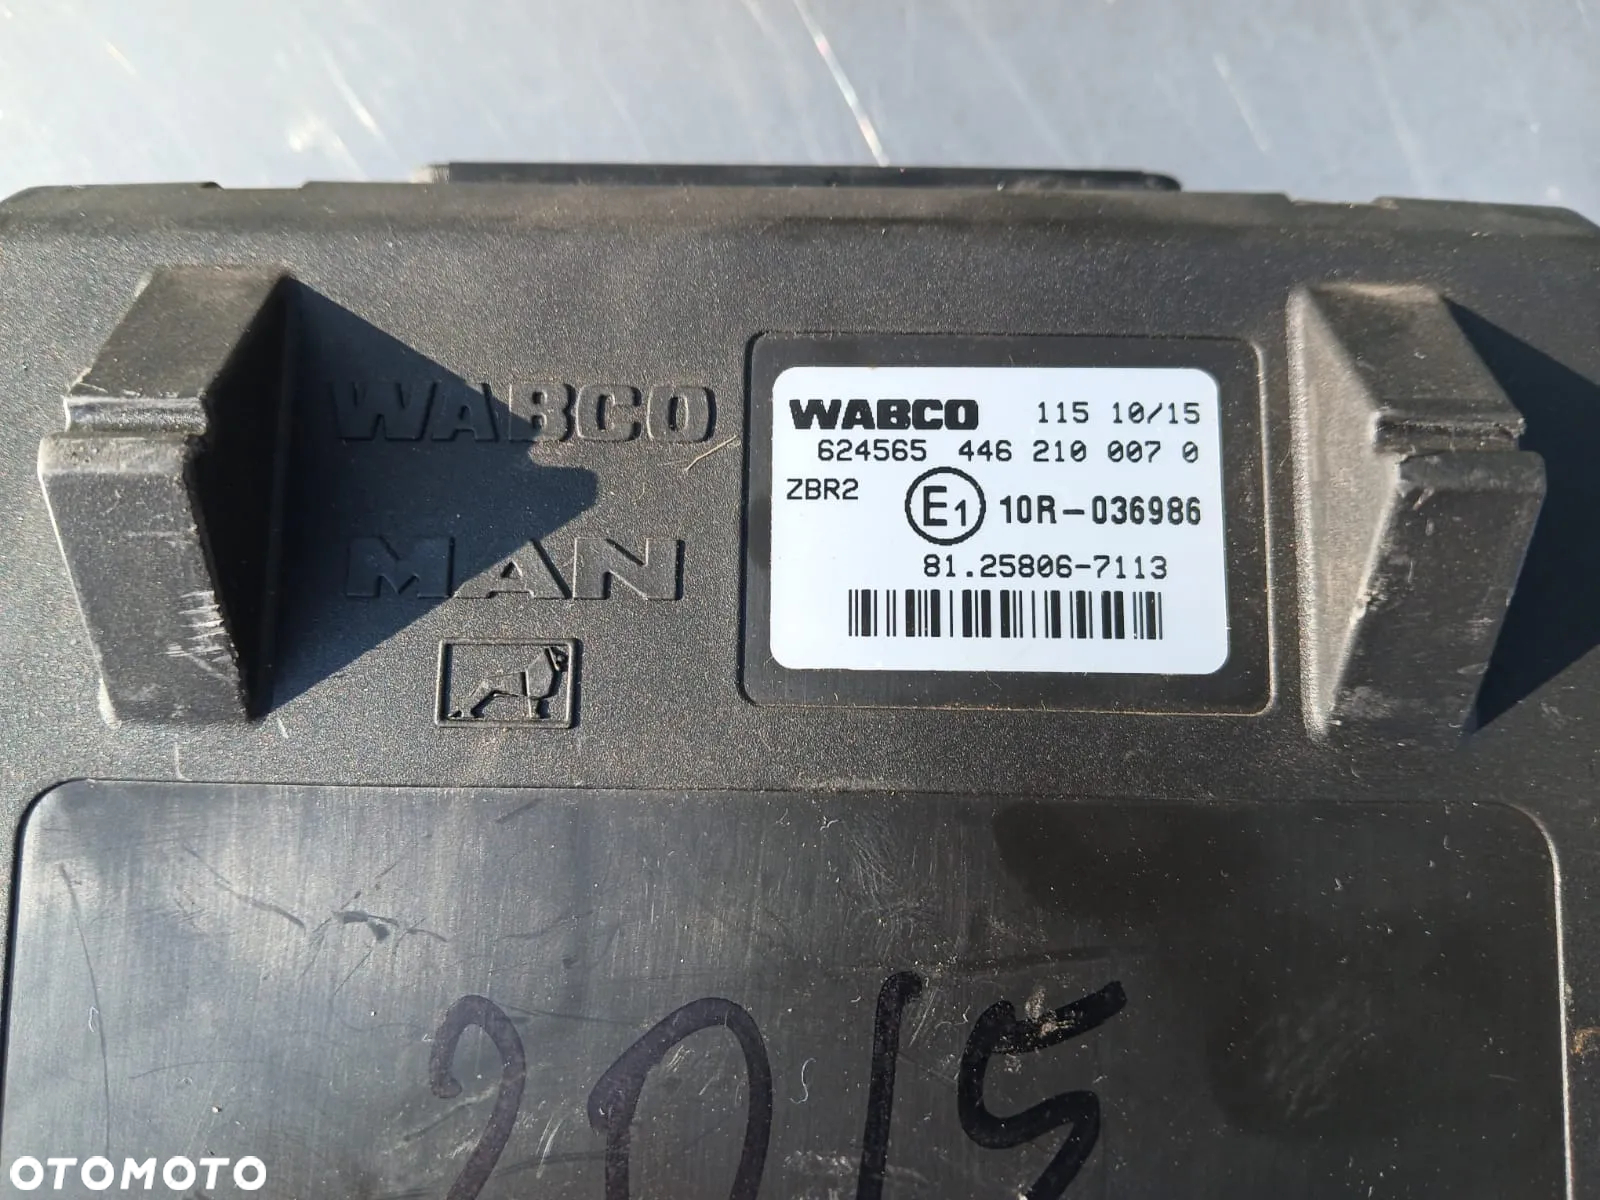 WABCO
MAN
WABCO 115 10/15
624565 446 210 007 0
ZBR2 E1 10R-036986
81.25806-7113
2015
OTOMOTO